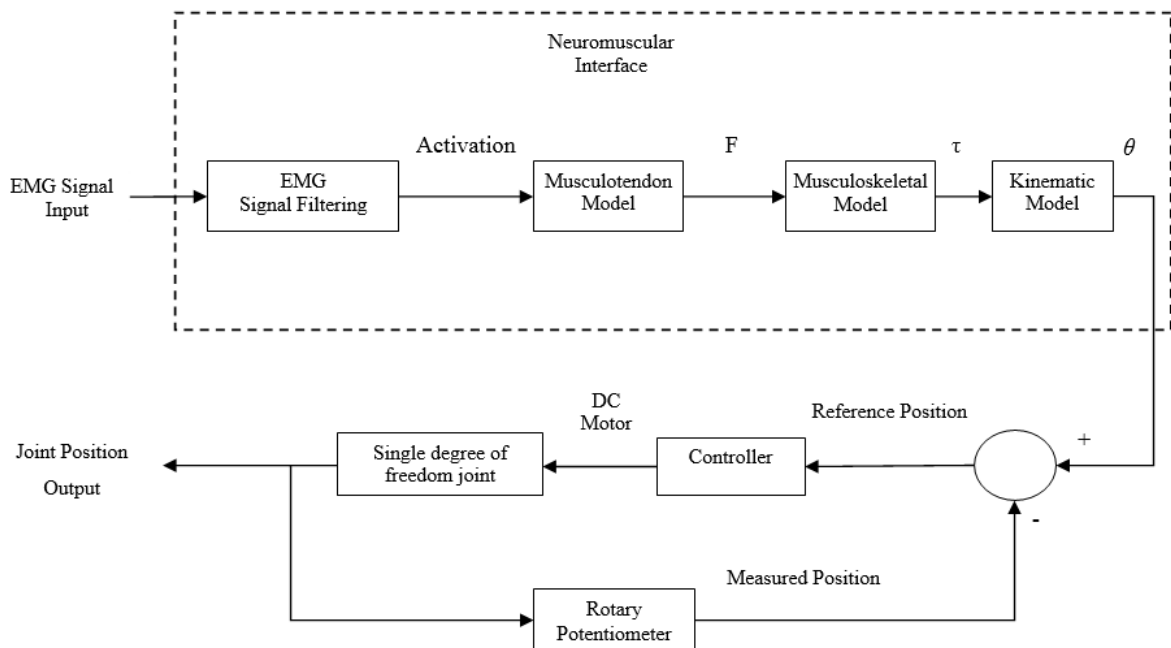 Neuromuscular
Interface
Activation
F
τ
θ
EMG Signal
Input
EMG
Signal Filtering
Musculotendon
Model
Musculoskeletal
Model
Kinematic
Model
DC
Motor
Reference Position
+
Joint Position
Output
Single degree of
freedom joint
Controller
-
Measured Position
Rotary
Potentiometer